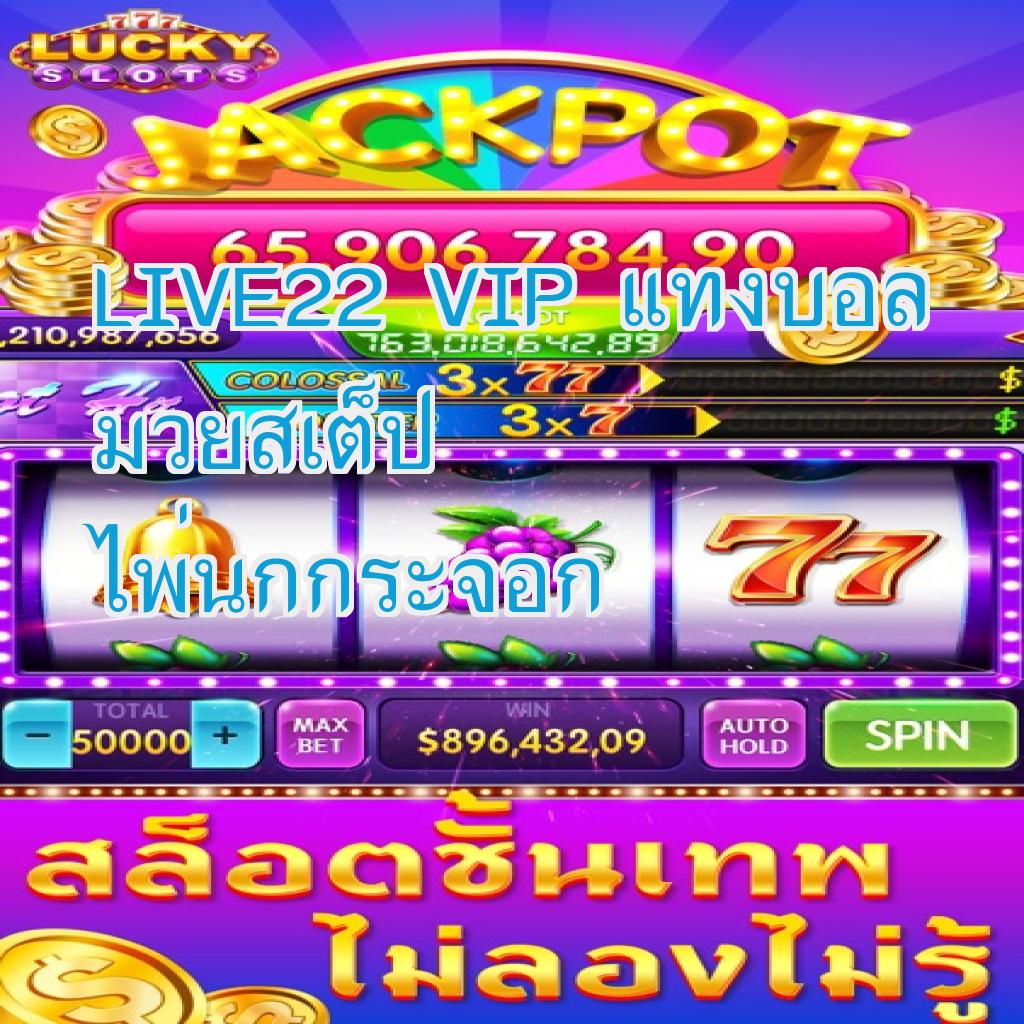 777
LUCKY
SLOTS
JACKPOT
65,906,784.90
LIVE22 VIP แทงบอล
,210,987,656
763,018,642.89
COLOSSAL 3x 77 $
3x7 $
มวยสเต็ป
77
ไพ่นกกระจอก
TOTAL
- 50000 +
MAX
BET
WIN
$896,432,09
AUTO
HOLD
SPIN
สล็อตชั้นเทพ
ไม่ลองไม่รู้